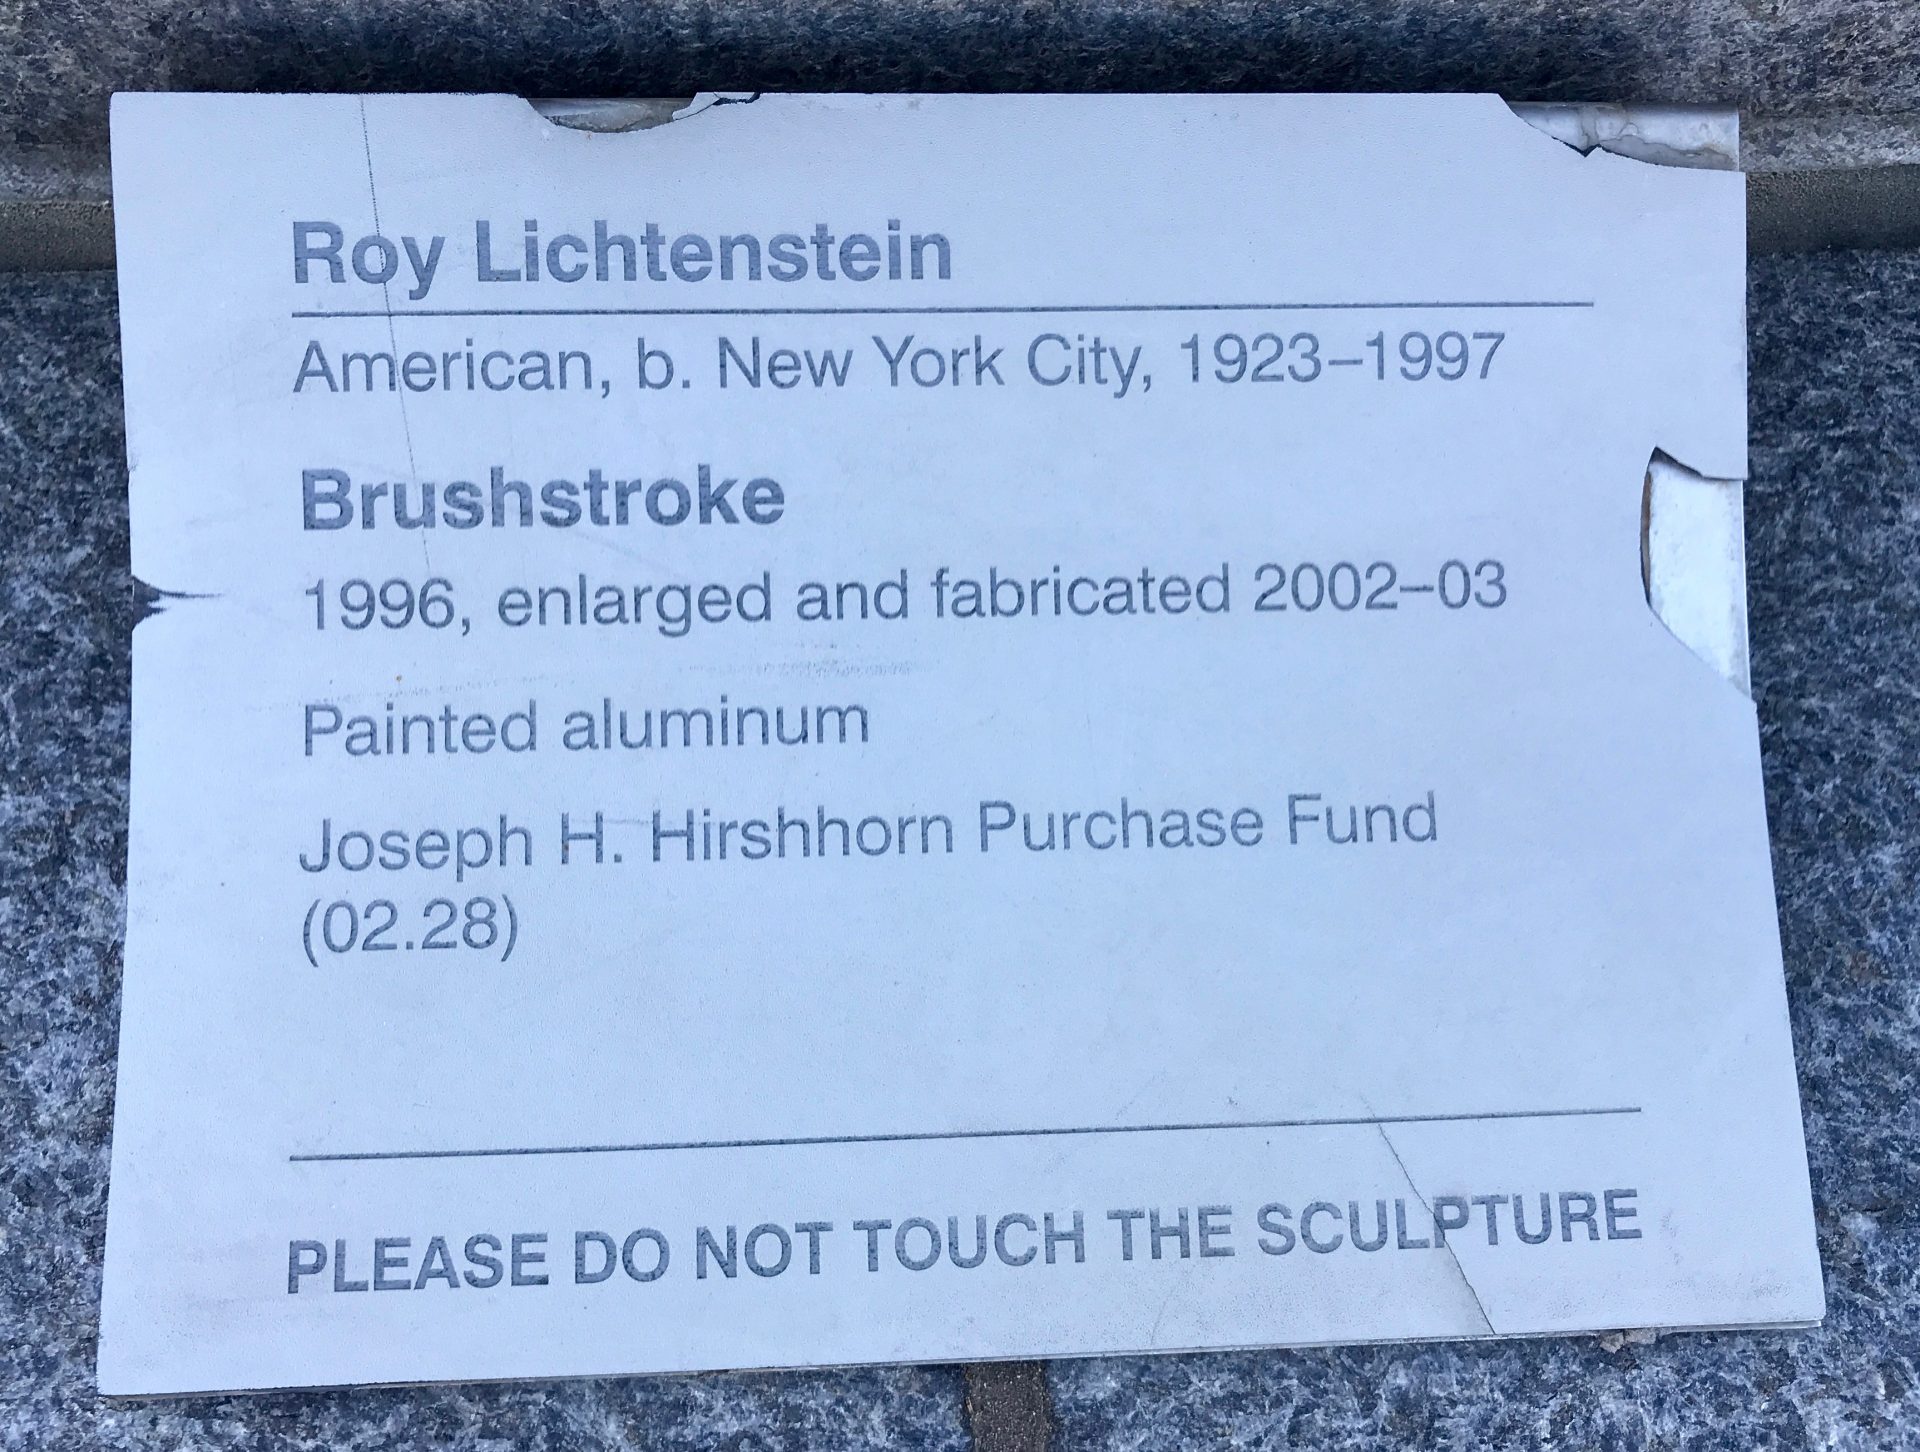 Roy Lichtenstein
American, b. New York City, 1923–1997
Brushstroke
1996, enlarged and fabricated 2002–03
Painted aluminum
Joseph H. Hirshhorn Purchase Fund
(02.28)
PLEASE DO NOT TOUCH THE SCULPTURE